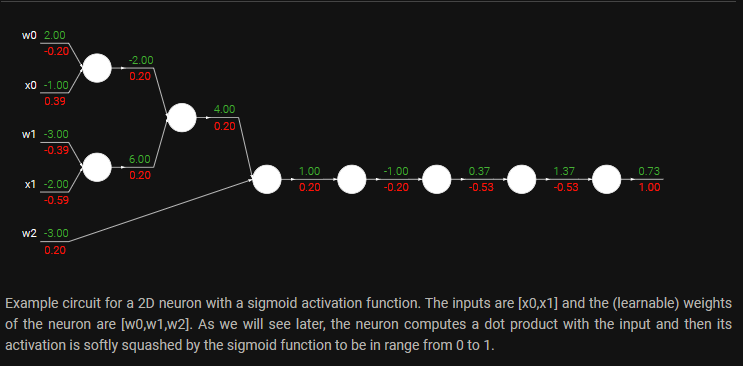 w0 2.00
-0.20
-2.00
0.20
x0 -1.00
0.39
4.00
0.20
w1 -3.00
-0.39
6.00
0.20
x1 -2.00
-0.59
1.00
0.20
-1.00
-0.20
0.37
-0.53
1.37
-0.53
0.73
1.00
w2 -3.00
0.20
Example circuit for a 2D neuron with a sigmoid activation function. The inputs are [x0,x1] and the (learnable) weights
of the neuron are [w0,w1,w2]. As we will see later, the neuron computes a dot product with the input and then its
activation is softly squashed by the sigmoid function to be in range from 0 to 1.